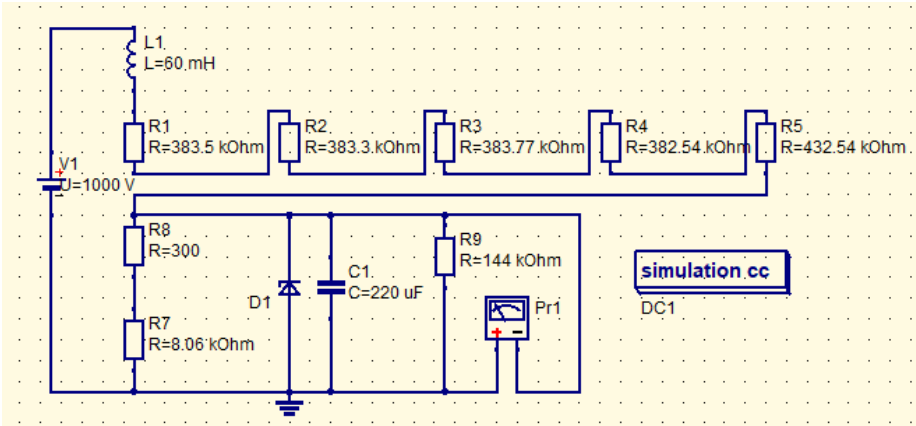 L1
L=60 mH
R1
R=383.5 kOhm
R2
R=383.3 kOhm
R3
R=383.77 kOhm
R4
R=382.54 kOhm
R5
R=432.54 kOhm
V1
U=1000 V
R8
R=300
R9
R=144 kOhm
C1
C=220 uF
D1
Pr1
simulation cc
DC1
R7
R=8.06 kOhm